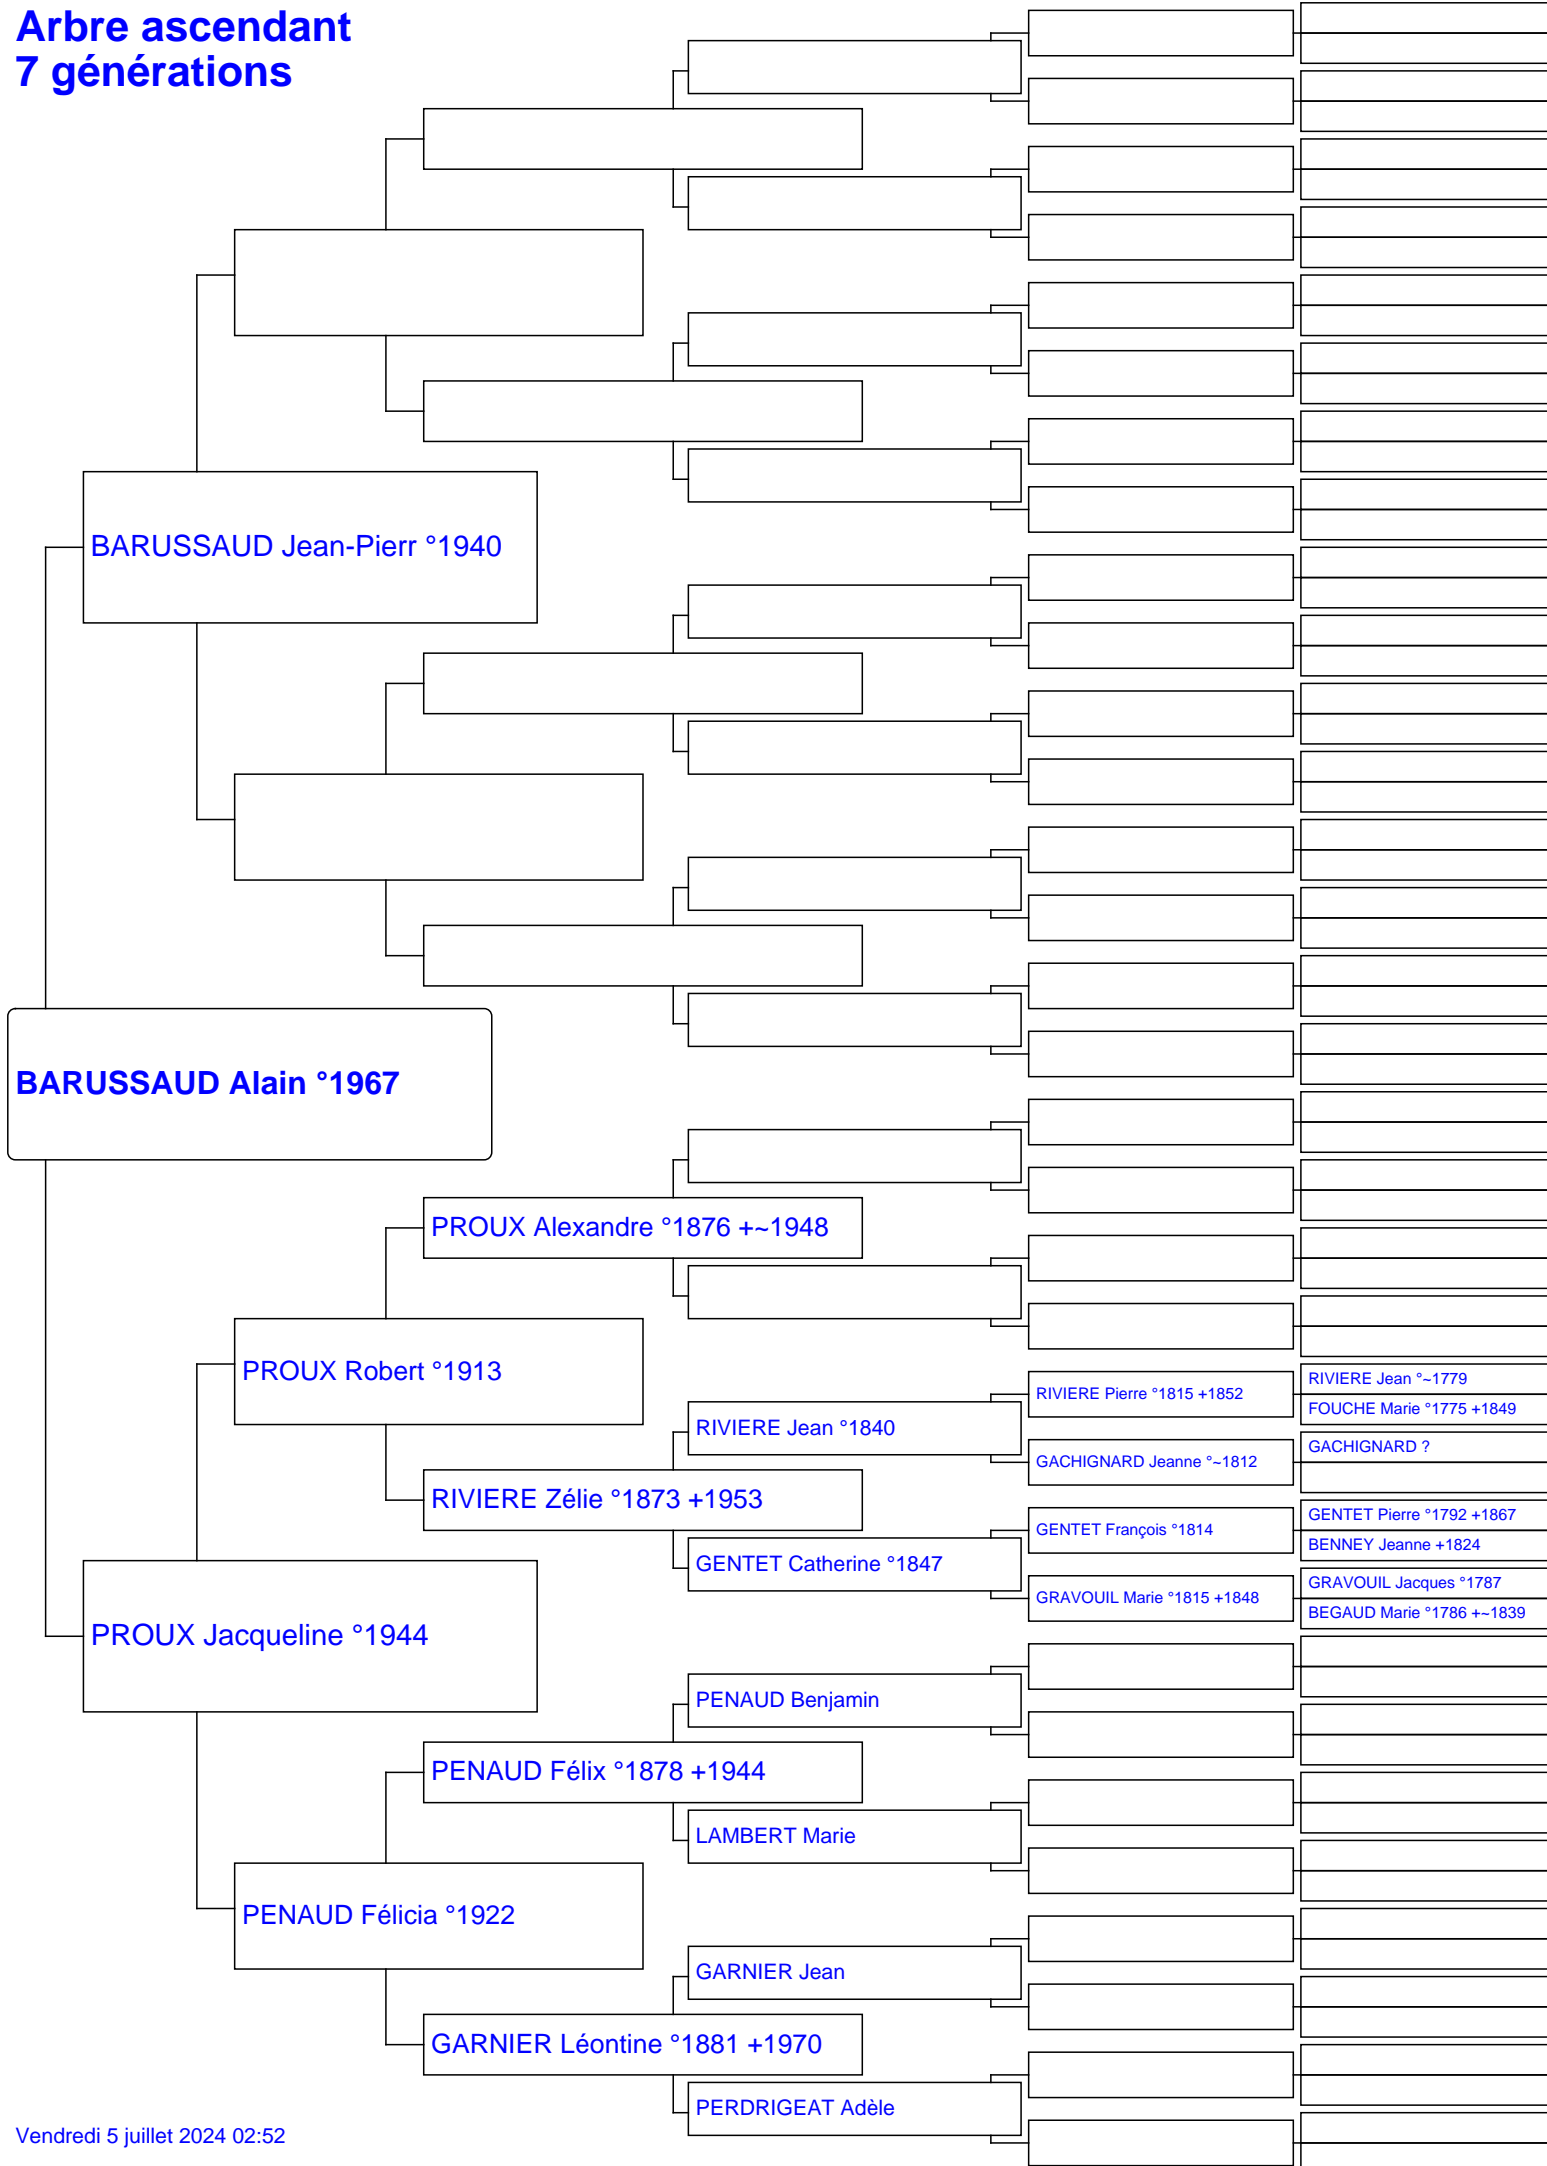 Arbre ascendant
7 générations
BARUSSAUD Jean-Pierr °1940
BARUSSAUD Alain °1967
PROUX Alexandre °1876 +~1948
PROUX Robert °1913
RIVIERE Pierre °1815 +1852
RIVIERE Jean °~1779
FOUCHE Marie °1775 +1849
RIVIERE Jean °1840
GACHIGNARD Jeanne °~1812
GACHIGNARD ?
RIVIERE Zélie °1873 +1953
GENTET François °1814
GENTET Pierre °1792 +1867
BENNEY Jeanne +1824
GENTET Catherine °1847
GRAVOUIL Marie °1815 +1848
GRAVOUIL Jacques °1787
BEGAUD Marie °1786 +~1839
PROUX Jacqueline °1944
PENAUD Benjamin
PENAUD Félix °1878 +1944
LAMBERT Marie
PENAUD Félicia °1922
GARNIER Jean
GARNIER Léontine °1881 +1970
PERDRIGEAT Adèle
Vendredi 5 juillet 2024 02:52